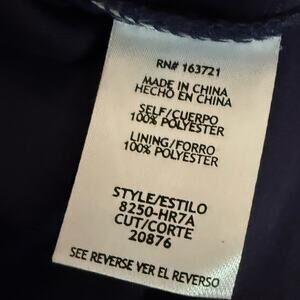 RN# 163721
MADE IN CHINA
HECHO EN CHINA
SELF/CUERPO
100% POLYESTER
LINING/FORRO
100% POLYESTER
STYLE/ESTILO
8250-HR7A
CUT/CORTE
20876
SEE REVERSE VER EL REVERSO